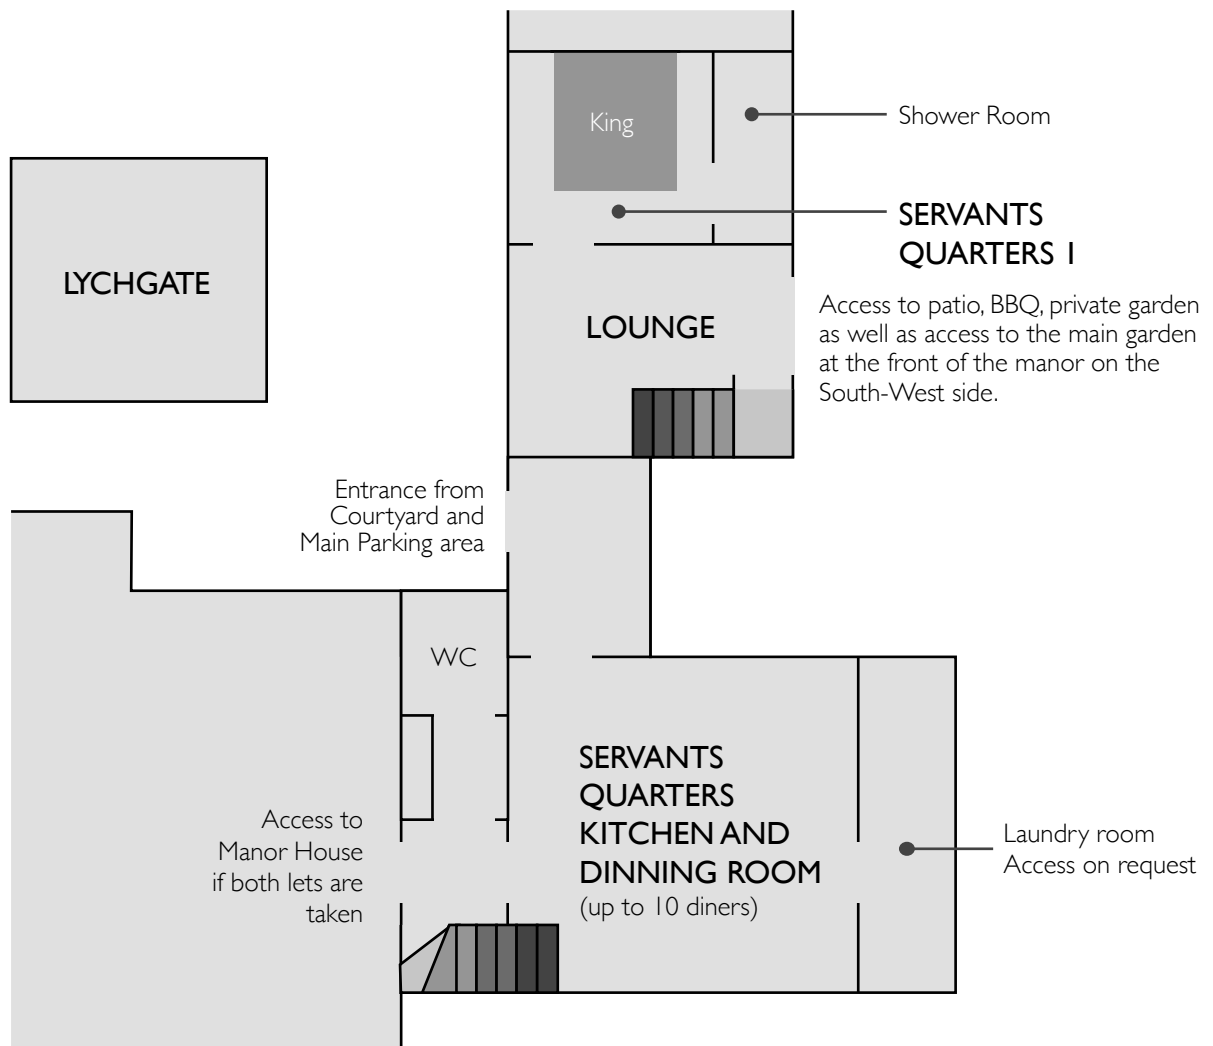 King
Shower Room
SERVANTS
QUARTERS 1
LYCHGATE
LOUNGE
Access to patio, BBQ, private garden
as well as access to the main garden
at the front of the manor on the
South-West side.
Entrance from
Courtyard and
Main Parking area
WC
SERVANTS
QUARTERS
KITCHEN AND
DINNING ROOM
(up to 10 diners)
Access to
Manor House
if both lets are
taken
Laundry room
Access on request